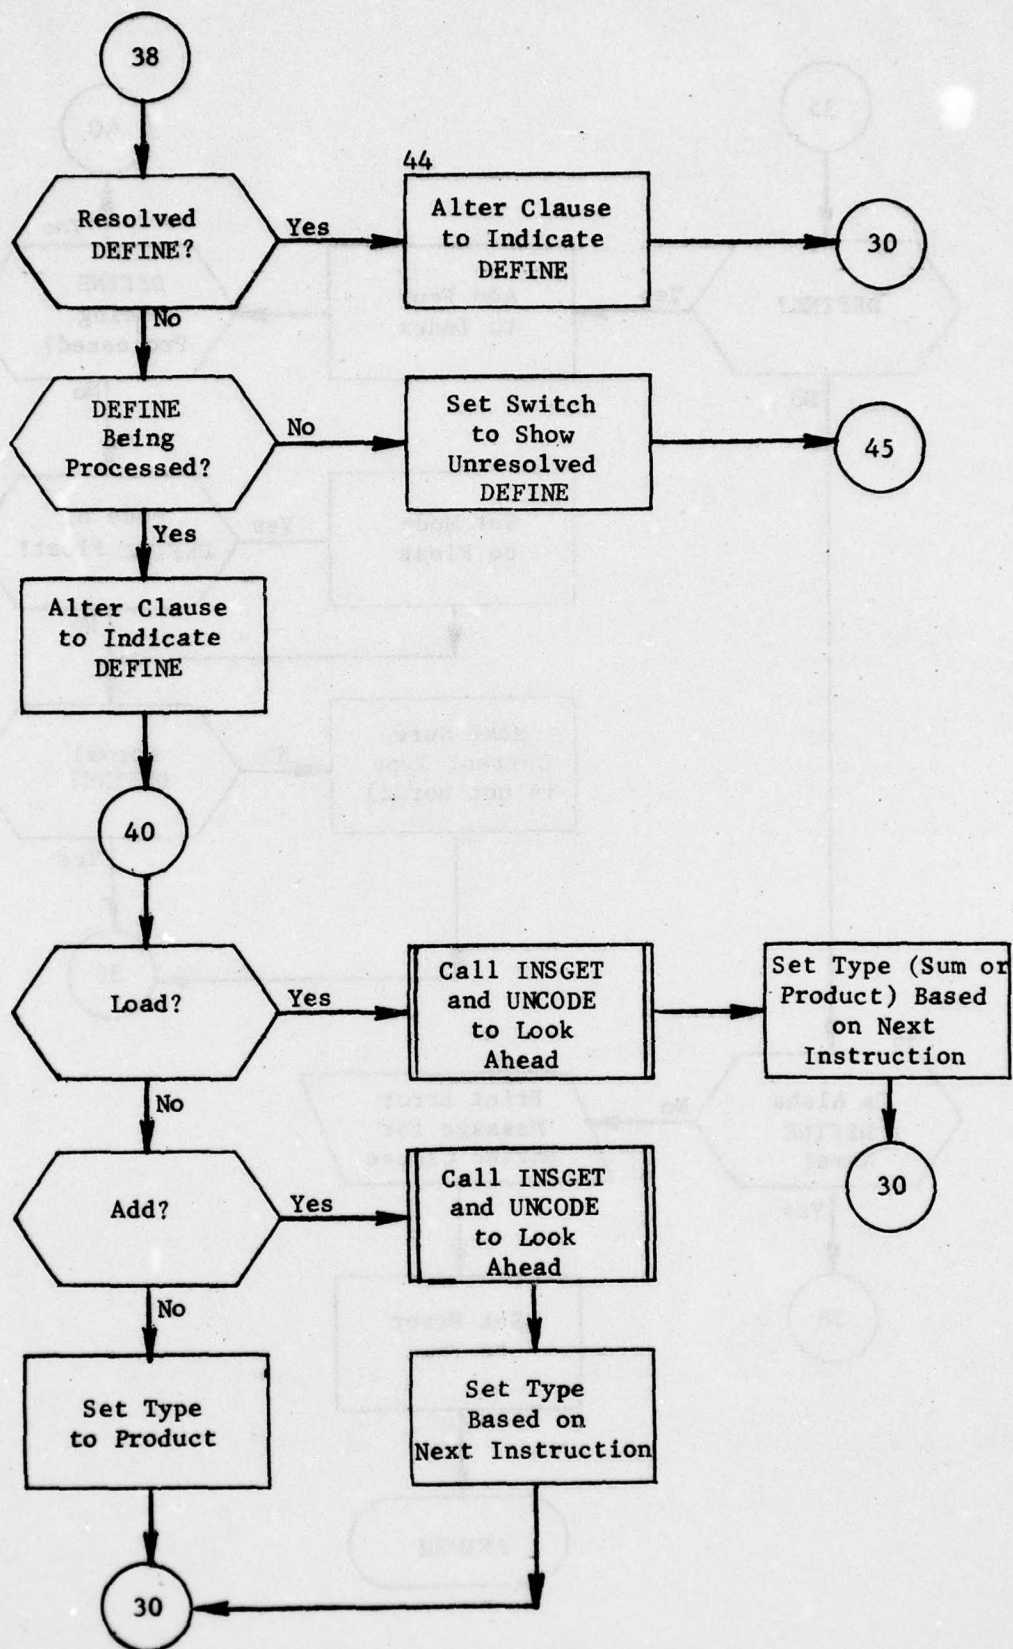 38
Resolved
DEFINE?
Yes
44
Alter Clause
to Indicate
DEFINE
30
No
DEFINE
Being
Processed?
No
Set Switch
to Show
Unresolved
DEFINE
45
Yes
Alter Clause
to Indicate
DEFINE
40
Load?
Yes
Call INSGET
and UNCODE
to Look
Ahead
Set Type (Sum or
Product) Based
on Next
Instruction
30
No
Add?
Yes
Call INSGET
and UNCODE
to Look
Ahead
No
Set Type
to Product
Set Type
Based on
Next Instruction
30